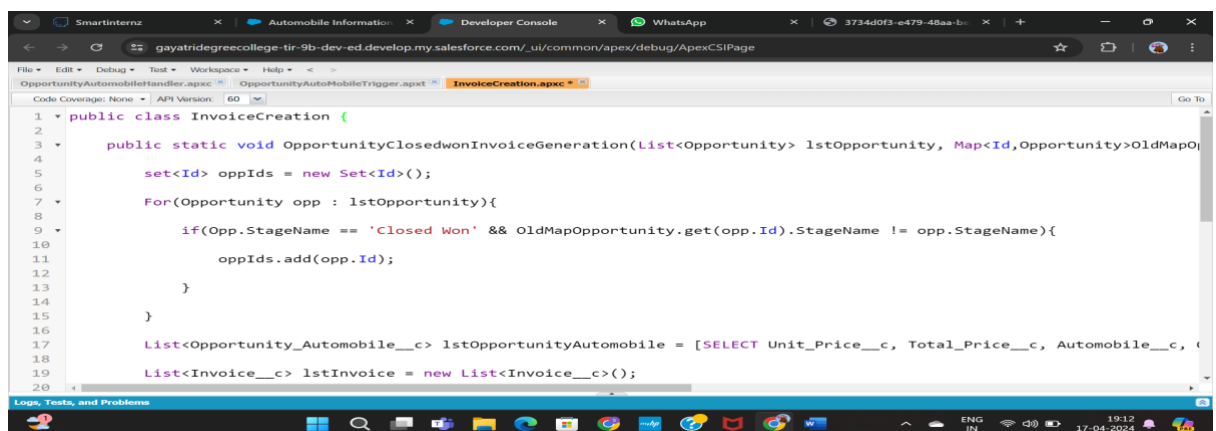 Smartinternz
Automobile Information
Developer Console
WhatsApp
3734d0f3-e479-48aa-bc
gayatridegreecollege-tir-9b-dev-ed.develop.my.salesforce.com/_ui/common/apex/debug/ApexCSIPage
File Edit Debug Test Workspace Help < >
OpportunityAutomobileHandler.apxc OpportunityAutoMobileTrigger.apxt InvoiceCreation.apxc *
Code Coverage: None API Version: 60 Go To
1 public class InvoiceCreation {
2
3 public static void OpportunityClosedwonInvoiceGeneration(List<Opportunity> lstOpportunity, Map<Id,Opportunity>OldMapO
4
5 set<Id> oppIds = new Set<Id>();
6
7 For(Opportunity opp : lstOpportunity){
8
9 if(Opp.StageName == 'Closed Won' && OldMapOpportunity.get(opp.Id).StageName != opp.StageName){
10
11 oppIds.add(opp.Id);
12
13 }
14
15 }
16
17 List<Opportunity_Automobile__c> lstOpportunityAutomobile = [SELECT Unit_Price__c, Total_Price__c, Automobile__c,
18
19 List<Invoice__c> lstInvoice = new List<Invoice__c>();
20
Logs, Tests, and Problems
ENG
IN
19:12
17-04-2024